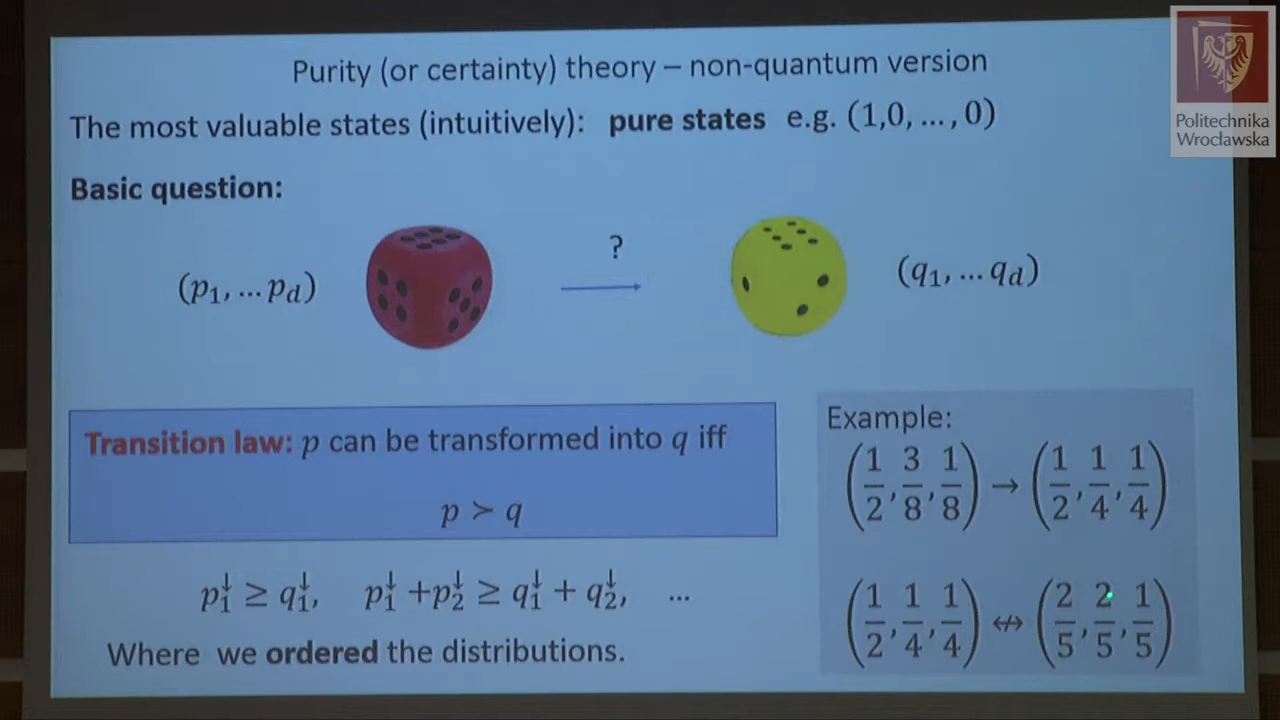 Purity (or certainty) theory – non-quantum version
The most valuable states (intuitively): pure states e.g. (1,0, …, 0)
Politechnika
Wrocławska
Basic question:
(p₁, … p_d)
?
(q₁, … q_d)
Transition law: p can be transformed into q iff
p ≻ q
p₁↓ ≥ q₁↓, p₁↓ +p₂↓ ≥ q₁↓ + q₂↓, …
Where we ordered the distributions.
Example:
(1/2, 3/8, 1/8) → (1/2, 1/4, 1/4)
(1/2, 1/4, 1/4) ↮ (2/5, 2/5, 1/5)